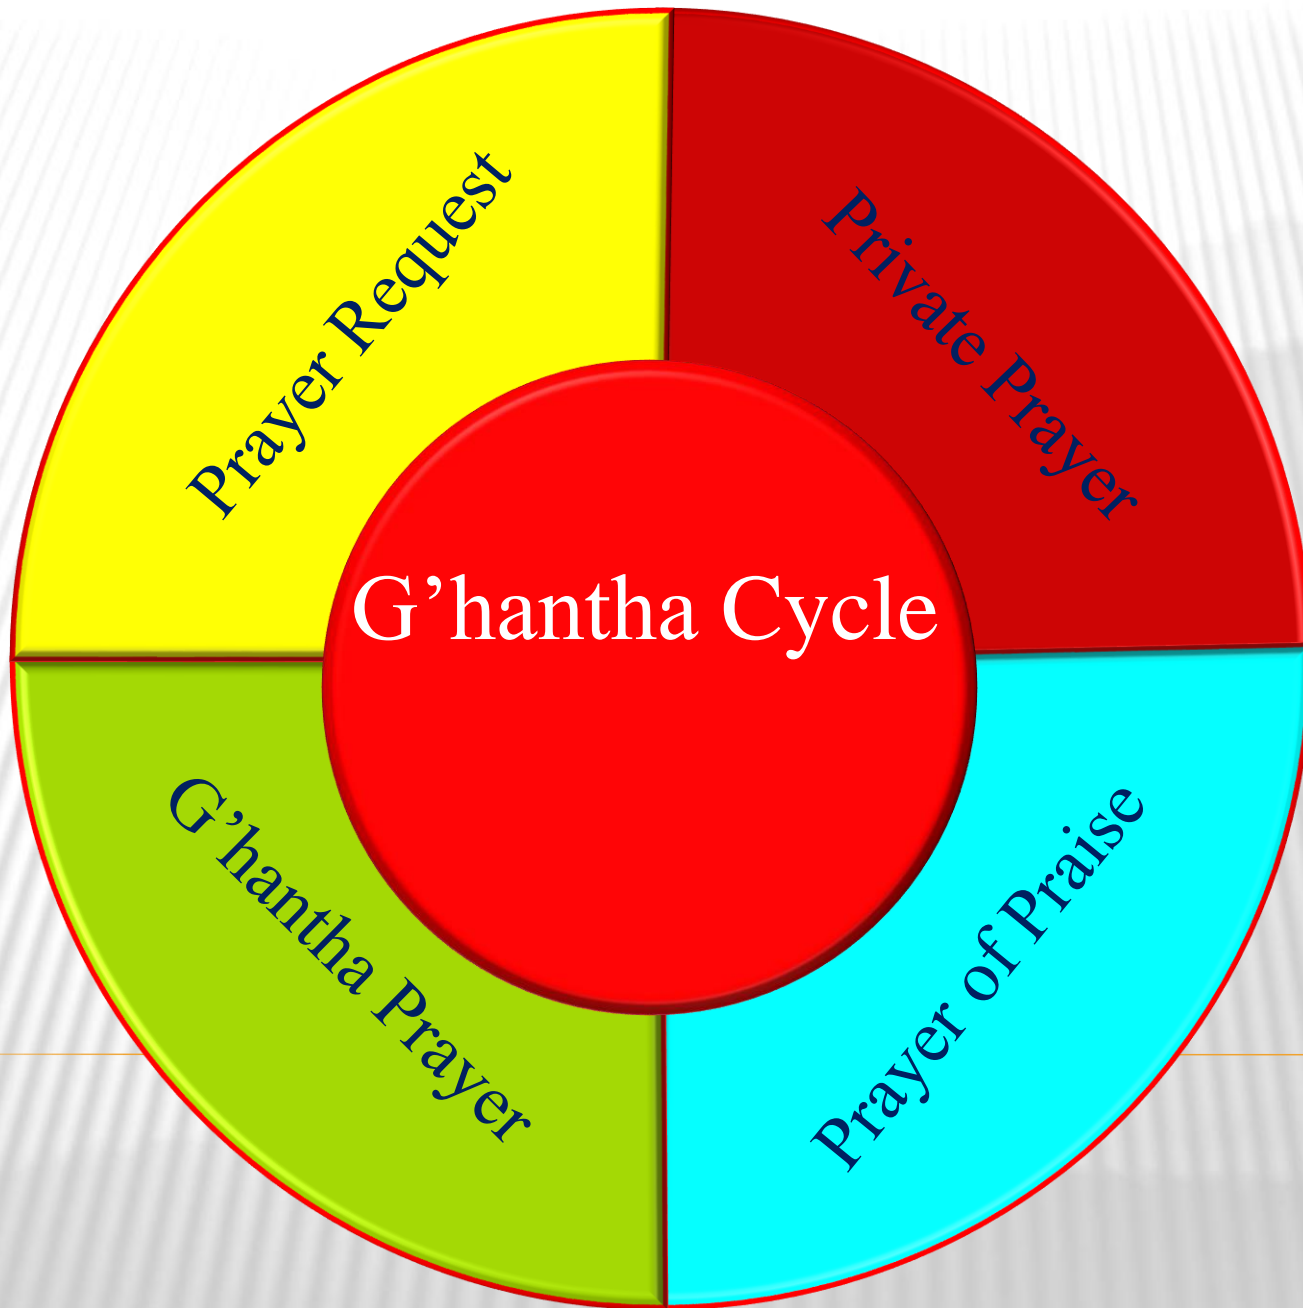 Prayer Request
Private Prayer
G’hantha Cycle
G’hantha Prayer
Prayer of Praise